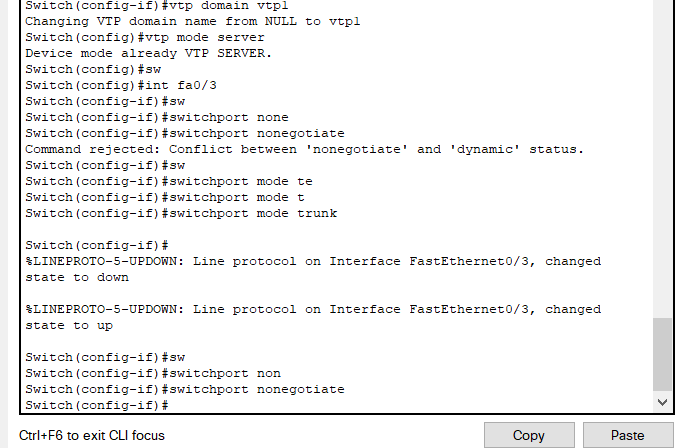 Switch(config-if)#vtp domain vtp1
Changing VTP domain name from NULL to vtp1
Switch(config)#vtp mode server
Device mode already VTP SERVER.
Switch(config)#sw
Switch(config)#int fa0/3
Switch(config-if)#sw
Switch(config-if)#switchport none
Switch(config-if)#switchport nonegotiate
Command rejected: Conflict between 'nonegotiate' and 'dynamic' status.
Switch(config-if)#sw
Switch(config-if)#switchport mode te
Switch(config-if)#switchport mode t
Switch(config-if)#switchport mode trunk
Switch(config-if)#
%LINEPROTO-5-UPDOWN: Line protocol on Interface FastEthernet0/3, changed
state to down
%LINEPROTO-5-UPDOWN: Line protocol on Interface FastEthernet0/3, changed
state to up
Switch(config-if)#sw
Switch(config-if)#switchport non
Switch(config-if)#switchport nonegotiate
Switch(config-if)#
Ctrl+F6 to exit CLI focus
Copy
Paste